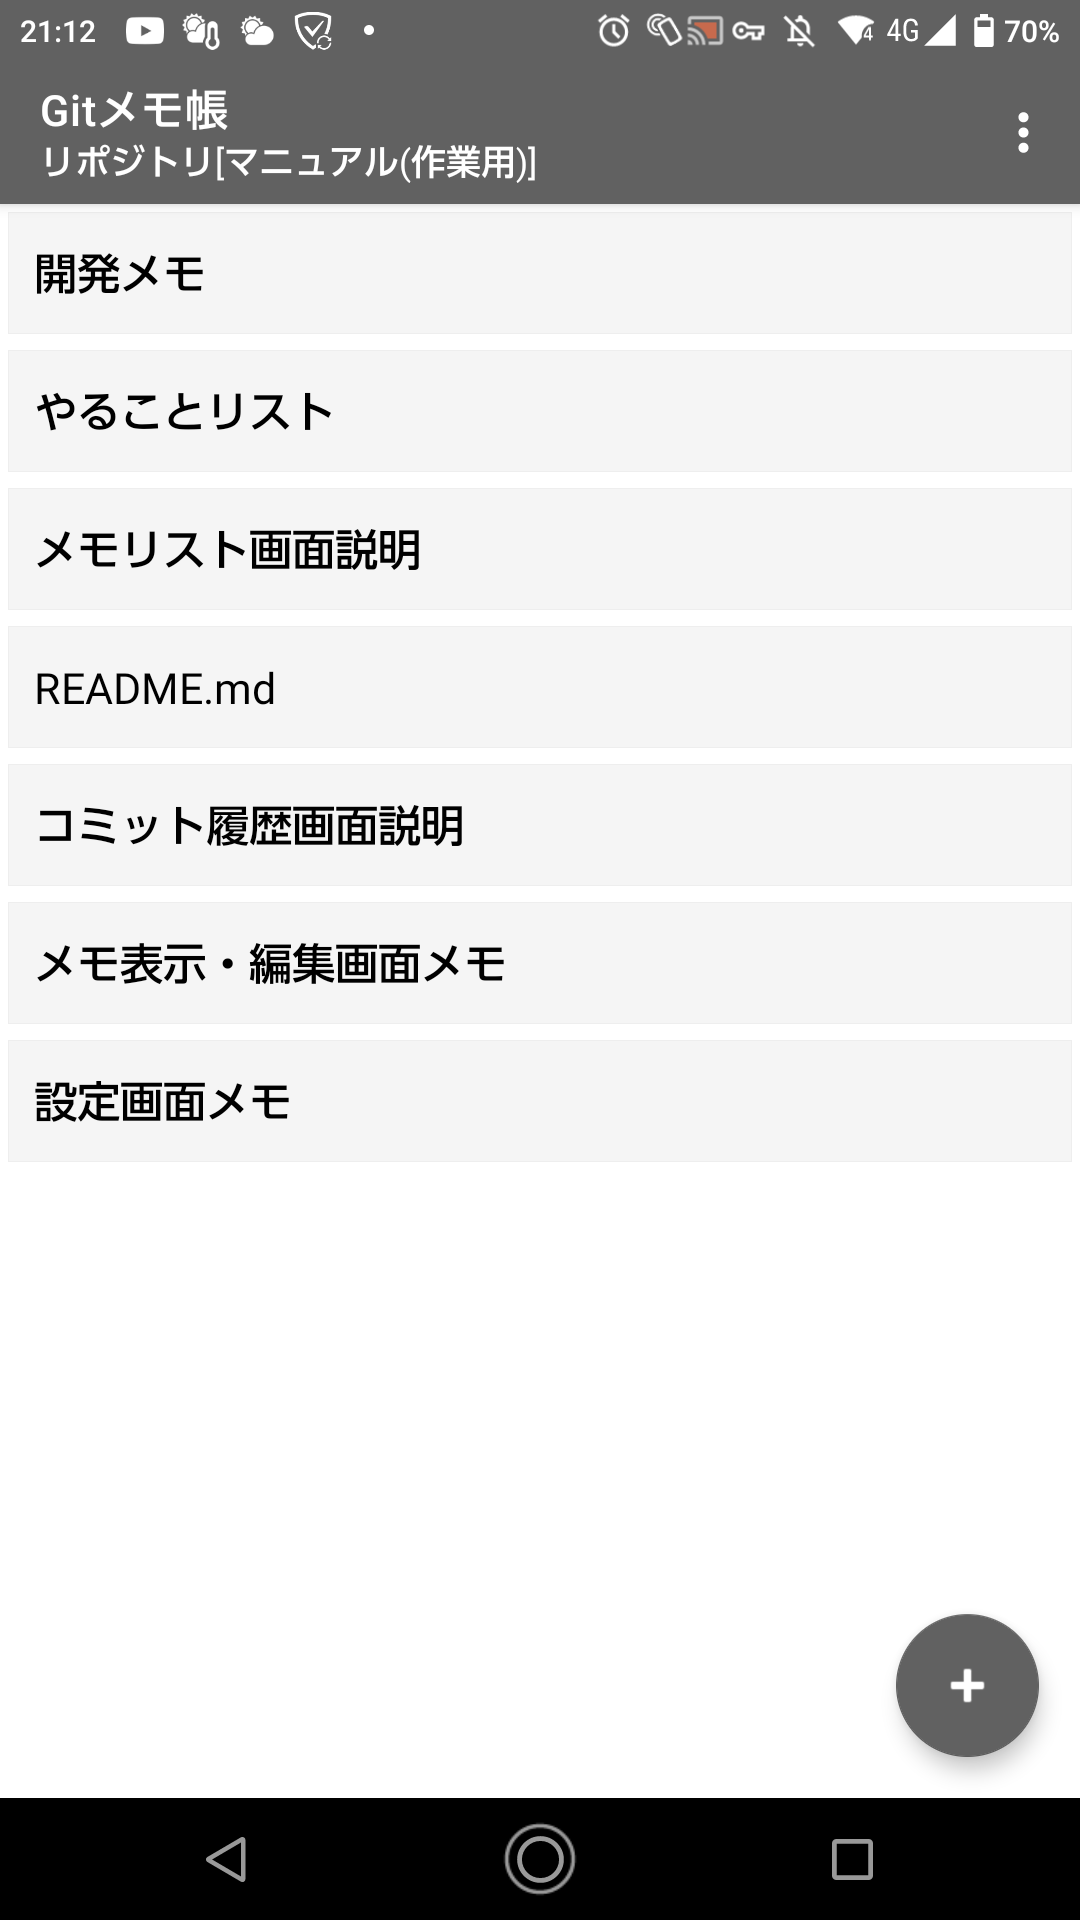 21:12 4 4G 70%
Gitメモ帳
リポジトリ[マニュアル(作業用)]
開発メモ
やることリスト
メモリスト画面説明
README.md
コミット履歴画面説明
メモ表示・編集画面メモ
設定画面メモ